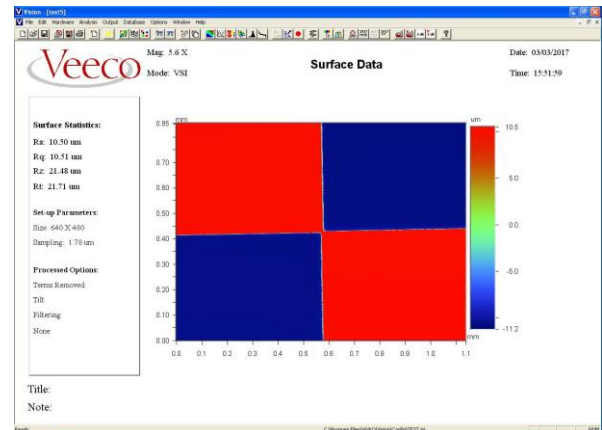 Vision - [test5]
File Edit Hardware Analysis Output Database Options Window Help
Veeco
Mag: 5.6 X
Mode: VSI
Surface Data
Date: 03/03/2017
Time: 15:51:59
Surface Statistics:
Ra: 10.50 um
Rq: 10.51 um
Rz: 21.48 um
Rt: 21.71 um
Set-up Parameters:
Size: 640 X 480
Sampling: 1.78 um
Processed Options:
Terms Removed:
Tilt
Filtering:
None
mm
0.95
0.70
0.60
0.50
0.40
0.30
0.20
0.10
0.00
0.0 0.1 0.2 0.3 0.4 0.5 0.6 0.7 0.8 0.9 1.0 1.1
mm
um
10.5
5.0
0.0
-5.0
-11.2
Title:
Note:
Ready